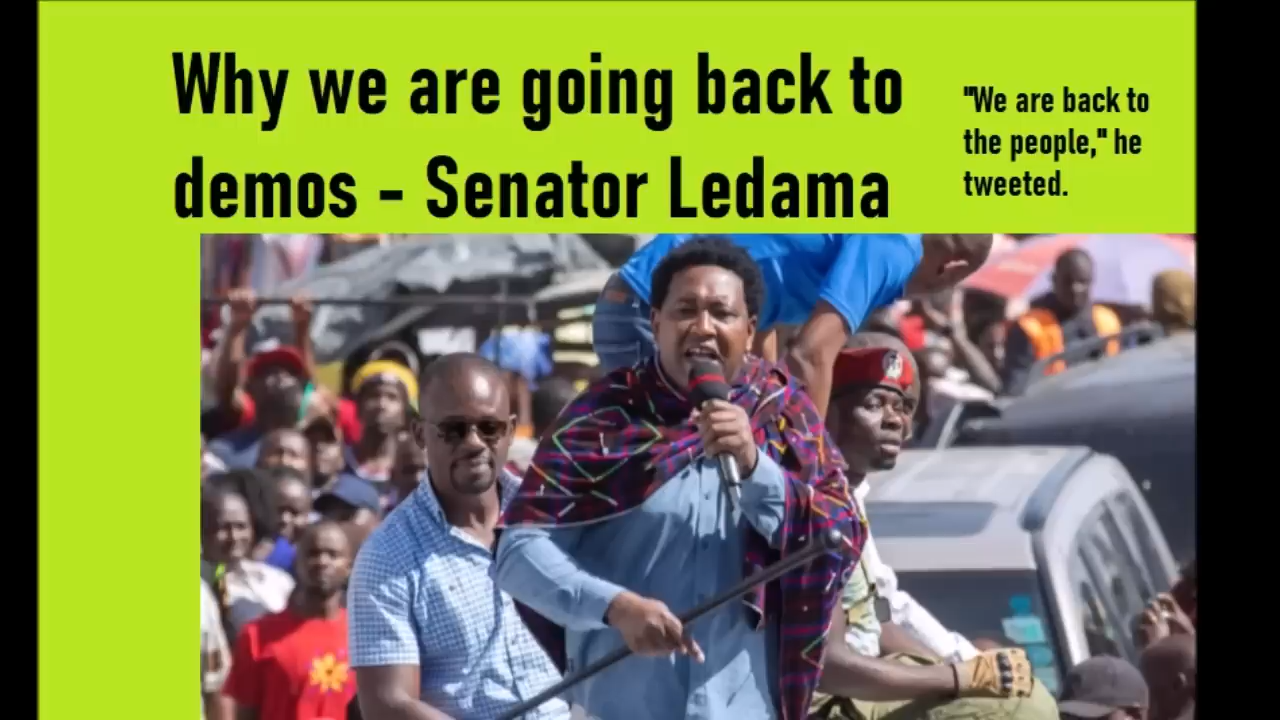 Why we are going back to
demos - Senator Ledama
"We are back to
the people," he
tweeted.